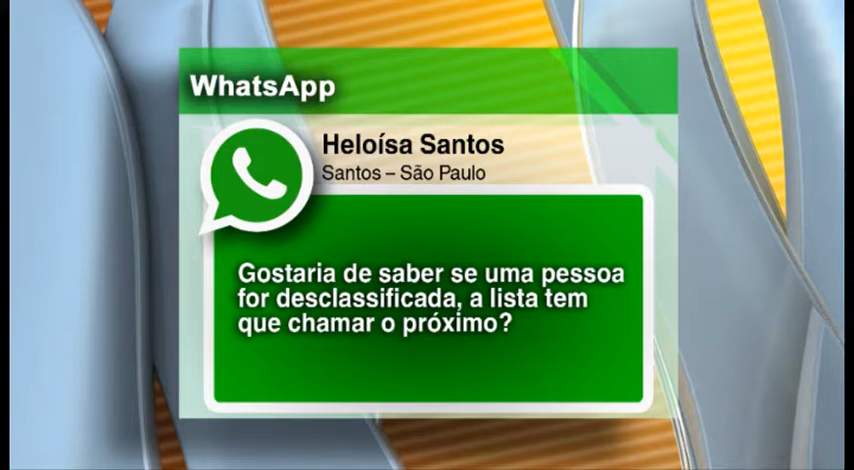 WhatsApp
Heloísa Santos
Santos – São Paulo
Gostaria de saber se uma pessoa
for desclassificada, a lista tem
que chamar o próximo?